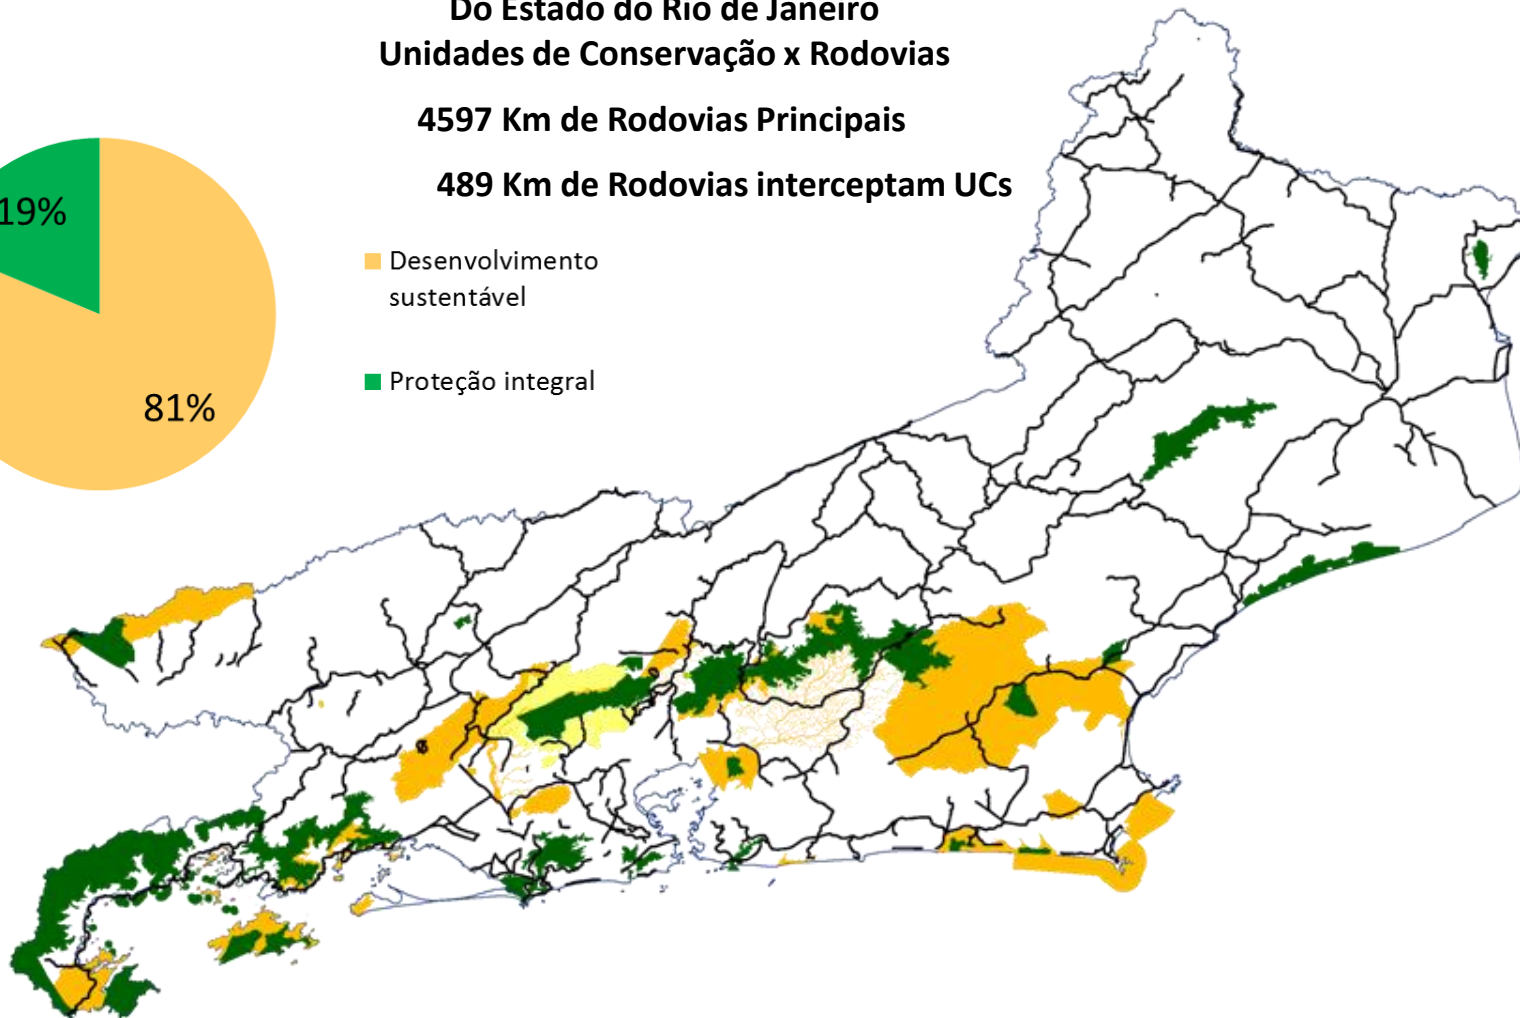 Do Estado do Rio de Janeiro
Unidades de Conservação x Rodovias
4597 Km de Rodovias Principais
489 Km de Rodovias interceptam UCs
19%
81%
Desenvolvimento
sustentável
Proteção integral